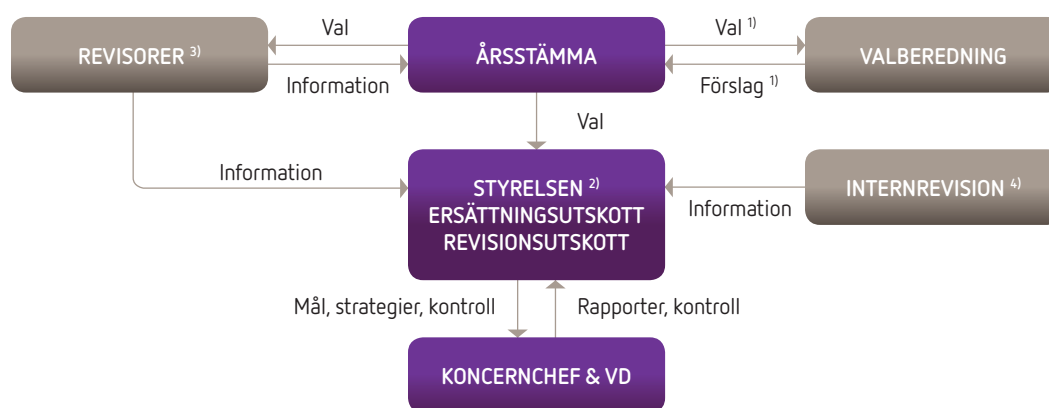 Val
Val 1)
REVISORER 3)
ÅRSSTÄMMA
VALBEREDNING
Information
Förslag 1)
Val
Information
STYRELSEN 2)
ERSÄTTNINGSUTSKOTT
REVISIONSUTSKOTT
Information
INTERNREVISION 4)
Mål, strategier, kontroll
Rapporter, kontroll
KONCERNCHEF & VD